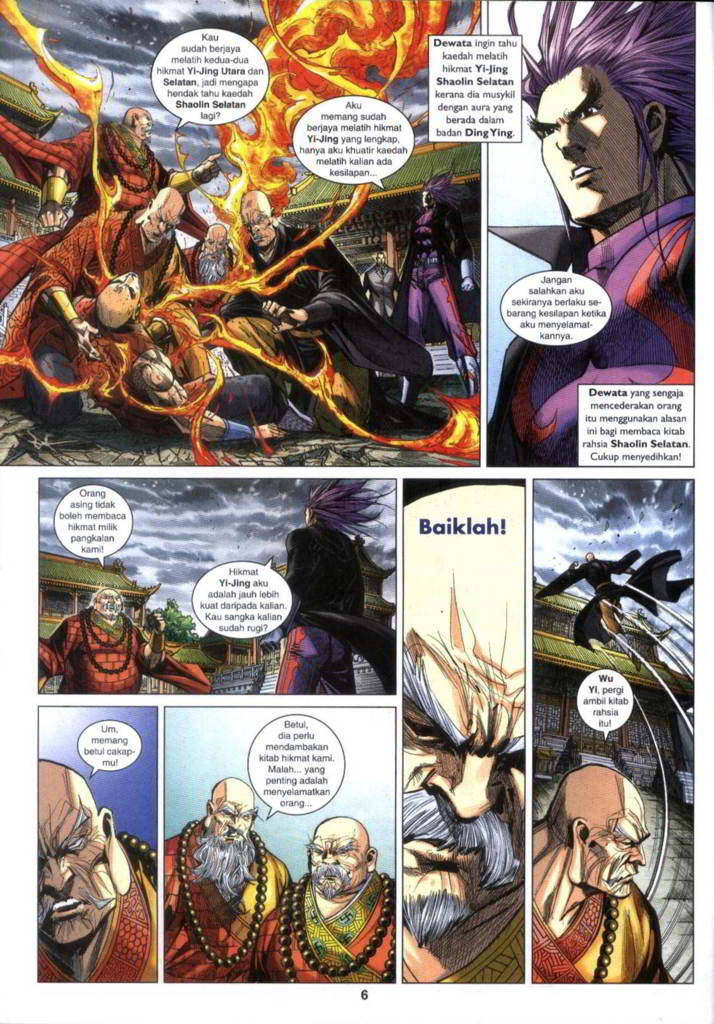 Kau
sudah berjaya
melatih kedua-dua
hikmat Yi-Jing Utara dan
Selatan, jadi mengapa
hendak tahu kaedah
Shaolin Selatan
lagi?
Aku
memang sudah
berjaya melatih hikmat
Yi-Jing yang lengkap,
hanya aku khuatir kaedah
melatih kalian ada
kesilapan...
Dewata ingin tahu
kaedah melatih
hikmat Yi-Jing
Shaolin Selatan
kerana dia musykil
dengan aura yang
berada dalam
badan Ding Ying.
Jangan
salahkan aku
sekiranya berlaku se-
barang kesilapan ketika
aku menyelamat-
kannya.
Dewata yang sengaja
mencederakan orang
itu menggunakan alasan
ini bagi membaca kitab
rahsia Shaolin Selatan.
Cukup menyedihkan!
Orang
asing tidak
boleh membaca
hikmat milik
pangkalan
kami!
Hikmat
Yi-Jing aku
adalah jauh lebih
kuat daripada kalian.
Kau sangka kalian
sudah rugi?
Um,
memang
betul cakap-
mu!
Betul,
dia perlu
mendambakan
kitab hikmat kami.
Malah... yang
penting adalah
menyelamatkan
orang...
Baiklah!
Wu
Yi, pergi
ambil kitab
rahsia
itu!
6